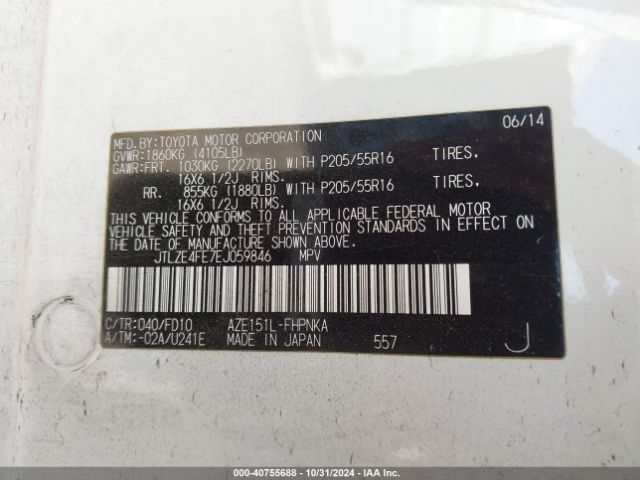 MFD. BY:TOYOTA MOTOR CORPORATION 06/14
GVWR:1860KG (4105LB)
GAWR:FRT. 1030KG (2270LB) WITH P205/55R16 TIRES.
16X6 1/2J RIMS.
RR. 855KG (1880LB) WITH P205/55R16 TIRES.
16X6 1/2J RIMS.
THIS VEHICLE CONFORMS TO ALL APPLICABLE FEDERAL MOTOR
VEHICLE SAFETY AND THEFT PREVENTION STANDARDS IN EFFECT ON
THE DATE OF MANUFACTURE SHOWN ABOVE.
JTLZE4FE7EJ059846 MPV
C/TR:040/FD10 AZE151L-FHPNKA
A/TM:-02A/U241E MADE IN JAPAN 557 J
000-40755688 - 10/31/2024 - IAA Inc.